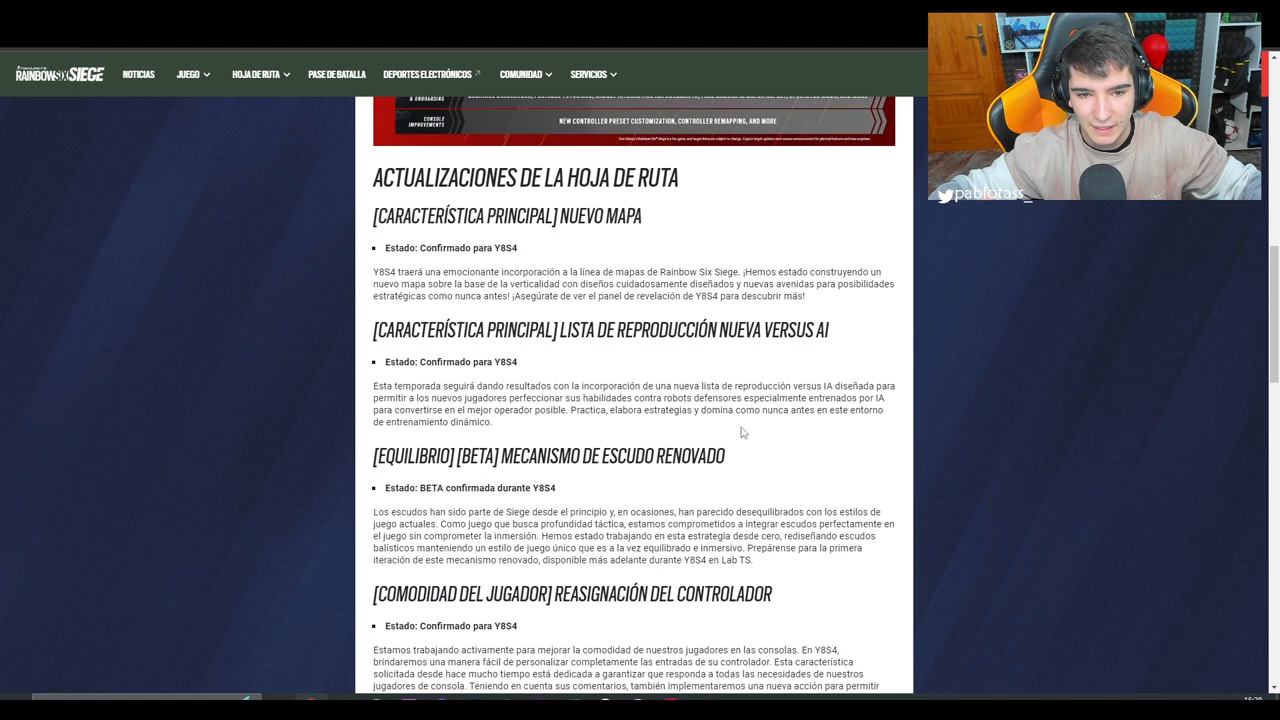 RAINBOWSIX SIEGE
NOTICIAS
JUEGO
HOJA DE RUTA
PASE DE BATALLA
DEPORTES ELECTRÓNICOS
COMUNIDAD
SERVICIOS
& ONBOARDING
CONSOLE
IMPROVEMENTS
NEW CONTROLLER PRESET CUSTOMIZATION, CONTROLLER REMAPPING, AND MORE
pablotass_
ACTUALIZACIONES DE LA HOJA DE RUTA
[CARACTERÍSTICA PRINCIPAL] NUEVO MAPA
Estado: Confirmado para Y8S4
Y8S4 traerá una emocionante incorporación a la línea de mapas de Rainbow Six Siege. ¡Hemos estado construyendo un
nuevo mapa sobre la base de la verticalidad con diseños cuidadosamente diseñados y nuevas avenidas para posibilidades
estratégicas como nunca antes! ¡Asegúrate de ver el panel de revelación de Y8S4 para descubrir más!
[CARACTERÍSTICA PRINCIPAL] LISTA DE REPRODUCCIÓN NUEVA VERSUS AI
Estado: Confirmado para Y8S4
Esta temporada seguirá dando resultados con la incorporación de una nueva lista de reproducción versus IA diseñada para
permitir a los nuevos jugadores perfeccionar sus habilidades contra robots defensores especialmente entrenados por IA
para convertirse en el mejor operador posible. Practica, elabora estrategias y domina como nunca antes en este entorno
de entrenamiento dinámico.
[EQUILIBRIO] [BETA] MECANISMO DE ESCUDO RENOVADO
Estado: BETA confirmada durante Y8S4
Los escudos han sido parte de Siege desde el principio y, en ocasiones, han parecido desequilibrados con los estilos de
juego actuales. Como juego que busca profundidad táctica, estamos comprometidos a integrar escudos perfectamente en
el juego sin comprometer la inmersión. Hemos estado trabajando en esta estrategia desde cero, rediseñando escudos
balísticos manteniendo un estilo de juego único que es a la vez equilibrado e inmersivo. Prepárense para la primera
iteración de este mecanismo renovado, disponible más adelante durante Y8S4 en Lab TS.
[COMODIDAD DEL JUGADOR] REASIGNACIÓN DEL CONTROLADOR
Estado: Confirmado para Y8S4
Estamos trabajando activamente para mejorar la comodidad de nuestros jugadores en las consolas. En Y8S4,
brindaremos una manera fácil de personalizar completamente las entradas de su controlador. Esta característica
solicitada desde hace mucho tiempo está dedicada a garantizar que responda a todas las necesidades de nuestros
jugadores de consola. Teniendo en cuenta sus comentarios, también implementaremos una nueva acción para permitir